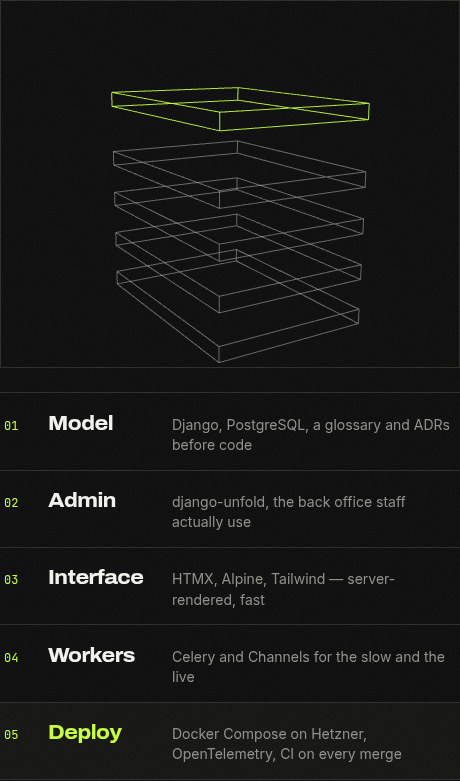 01 Model Django, PostgreSQL, a glossary and ADRs
before code
02 Admin django-unfold, the back office staff
actually use
03 Interface HTMX, Alpine, Tailwind — server-
rendered, fast
04 Workers Celery and Channels for the slow and the
live
05 Deploy Docker Compose on Hetzner,
OpenTelemetry, CI on every merge